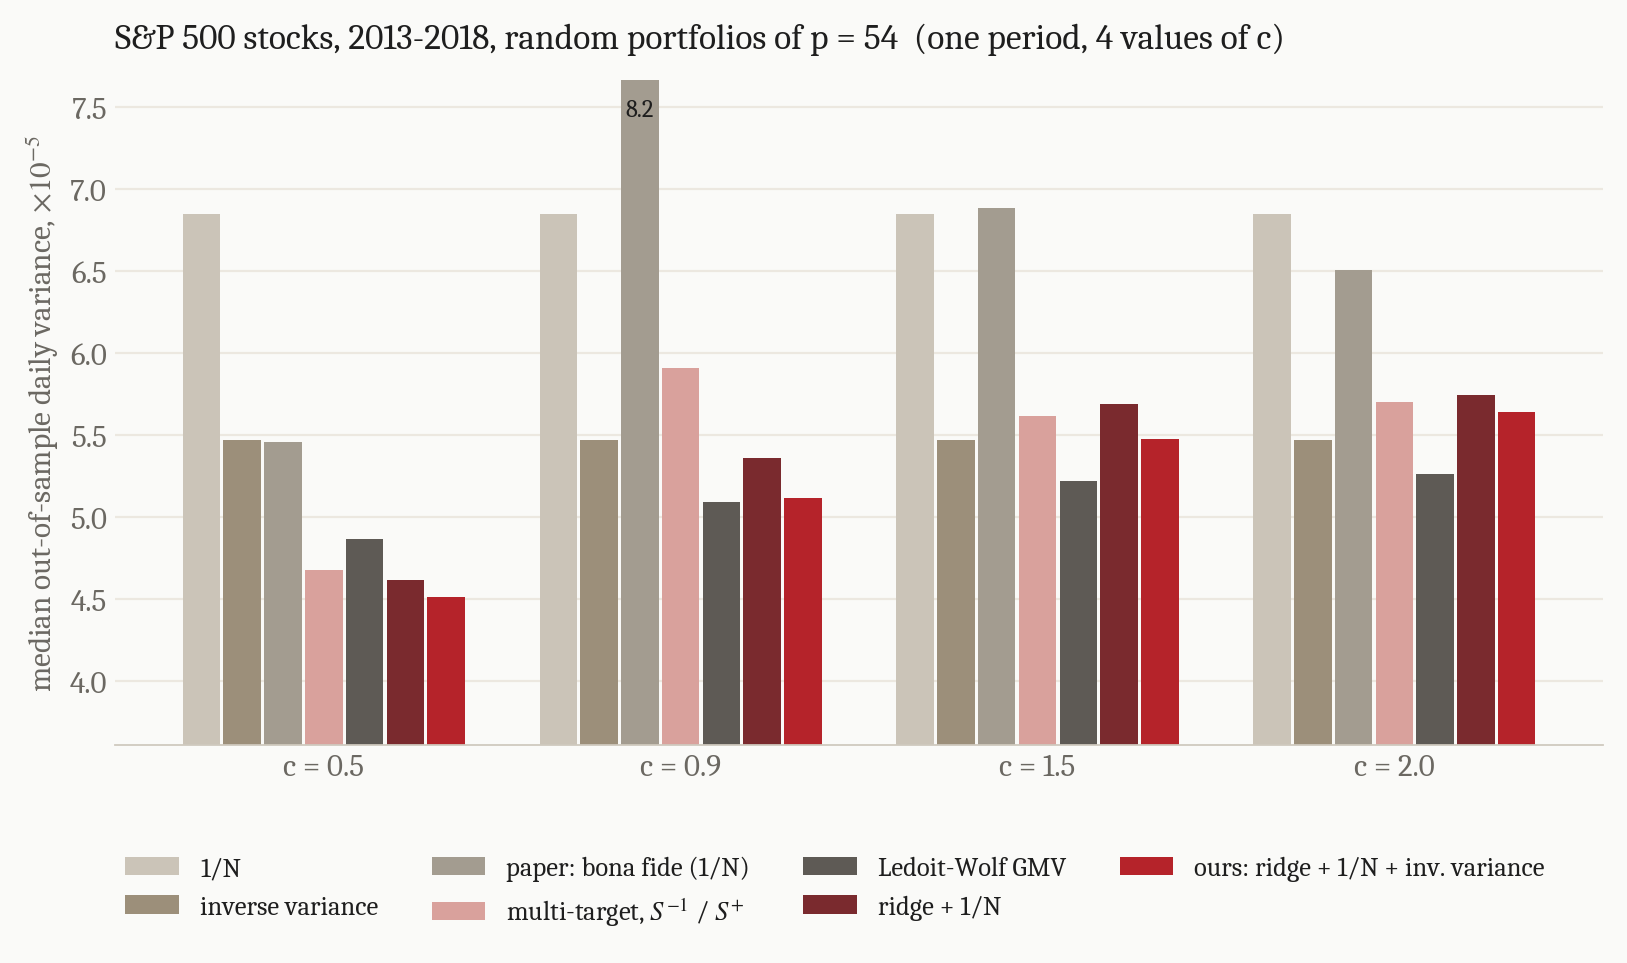 S&P 500 stocks, 2013-2018, random portfolios of p = 54 (one period, 4 values of c)
median out-of-sample daily variance, ×10⁻⁵
7.5
7.0
6.5
6.0
5.5
5.0
4.5
4.0
8.2
c = 0.5
c = 0.9
c = 1.5
c = 2.0
1/N
inverse variance
paper: bona fide (1/N)
multi-target, S⁻¹ / S⁺
Ledoit-Wolf GMV
ridge + 1/N
ours: ridge + 1/N + inv. variance